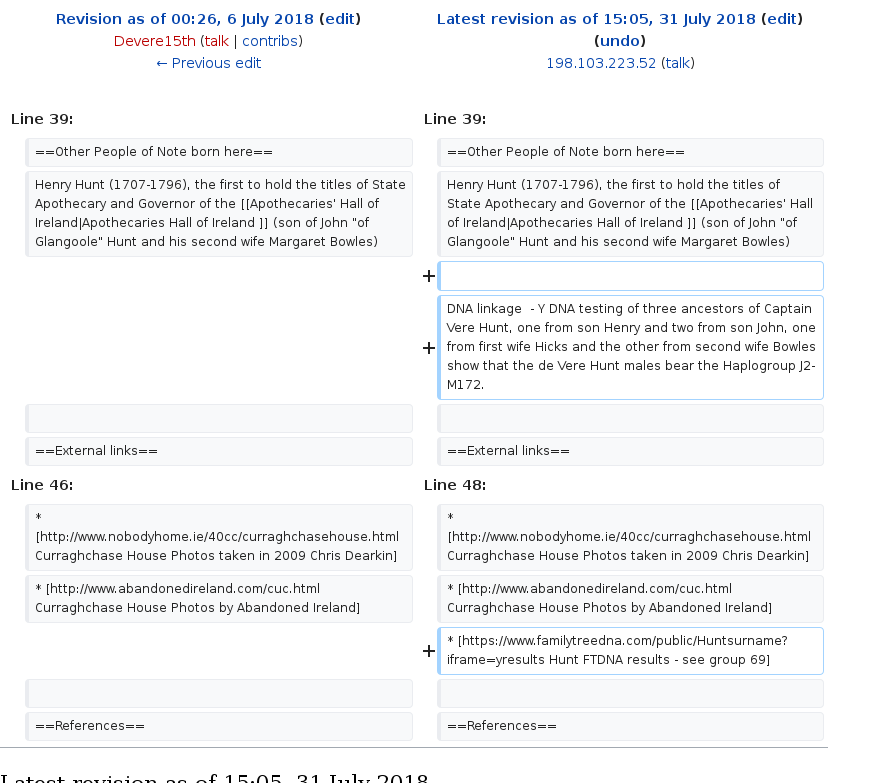 Revision as of 00:26, 6 July 2018 (edit)
Devere15th (talk | contribs)
← Previous edit
Latest revision as of 15:05, 31 July 2018 (edit)
(undo)
198.103.223.52 (talk)
Line 39:
Line 39:
==Other People of Note born here==
==Other People of Note born here==
Henry Hunt (1707-1796), the first to hold the titles of State
Apothecary and Governor of the [[Apothecaries' Hall of
Ireland|Apothecaries Hall of Ireland ]] (son of John "of
Glangoole" Hunt and his second wife Margaret Bowles)
Henry Hunt (1707-1796), the first to hold the titles of
State Apothecary and Governor of the [[Apothecaries' Hall
of Ireland|Apothecaries Hall of Ireland ]] (son of John "of
Glangoole" Hunt and his second wife Margaret Bowles)
+
+
DNA linkage  - Y DNA testing of three ancestors of Captain
Vere Hunt, one from son Henry and two from son John, one
from first wife Hicks and the other from second wife Bowles
show that the de Vere Hunt males bear the Haplogroup J2-
M172.
==External links==
==External links==
Line 46:
Line 48:
*
[http://www.nobodyhome.ie/40cc/curraghchasehouse.html
Curraghchase House Photos taken in 2009 Chris Dearkin]
*
[http://www.nobodyhome.ie/40cc/curraghchasehouse.html
Curraghchase House Photos taken in 2009 Chris Dearkin]
* [http://www.abandonedireland.com/cuc.html
Curraghchase House Photos by Abandoned Ireland]
* [http://www.abandonedireland.com/cuc.html
Curraghchase House Photos by Abandoned Ireland]
+
* [https://www.familytreedna.com/public/Huntsurname?
iframe=yresults Hunt FTDNA results - see group 69]
==References==
==References==
Latest revision as of 15:05, 31 July 2018